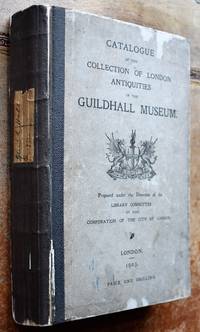 CATALOGUE
OF THE
COLLECTION OF LONDON
ANTIQUITIES
IN THE
GUILDHALL MUSEUM.
Prepared under the Direction of the
LIBRARY COMMITTEE
OF THE
CORPORATION OF THE CITY OF LONDON.
LONDON.
PRICE ONE SHILLING